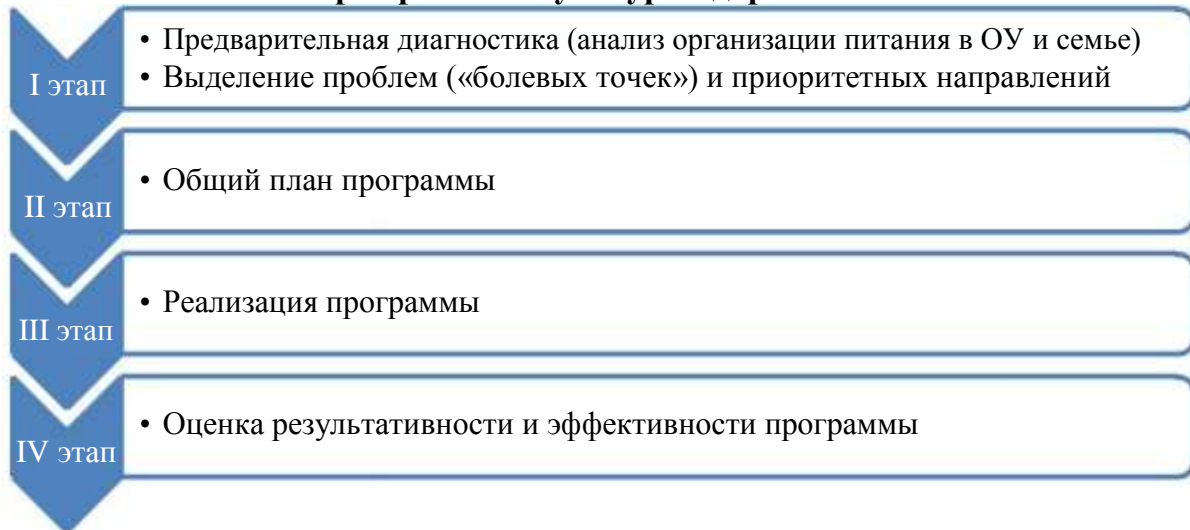 I этап
• Предварительная диагностика (анализ организации питания в ОУ и семье)
• Выделение проблем («болевых точек») и приоритетных направлений
II этап
• Общий план программы
III этап
• Реализация программы
IV этап
• Оценка результативности и эффективности программы